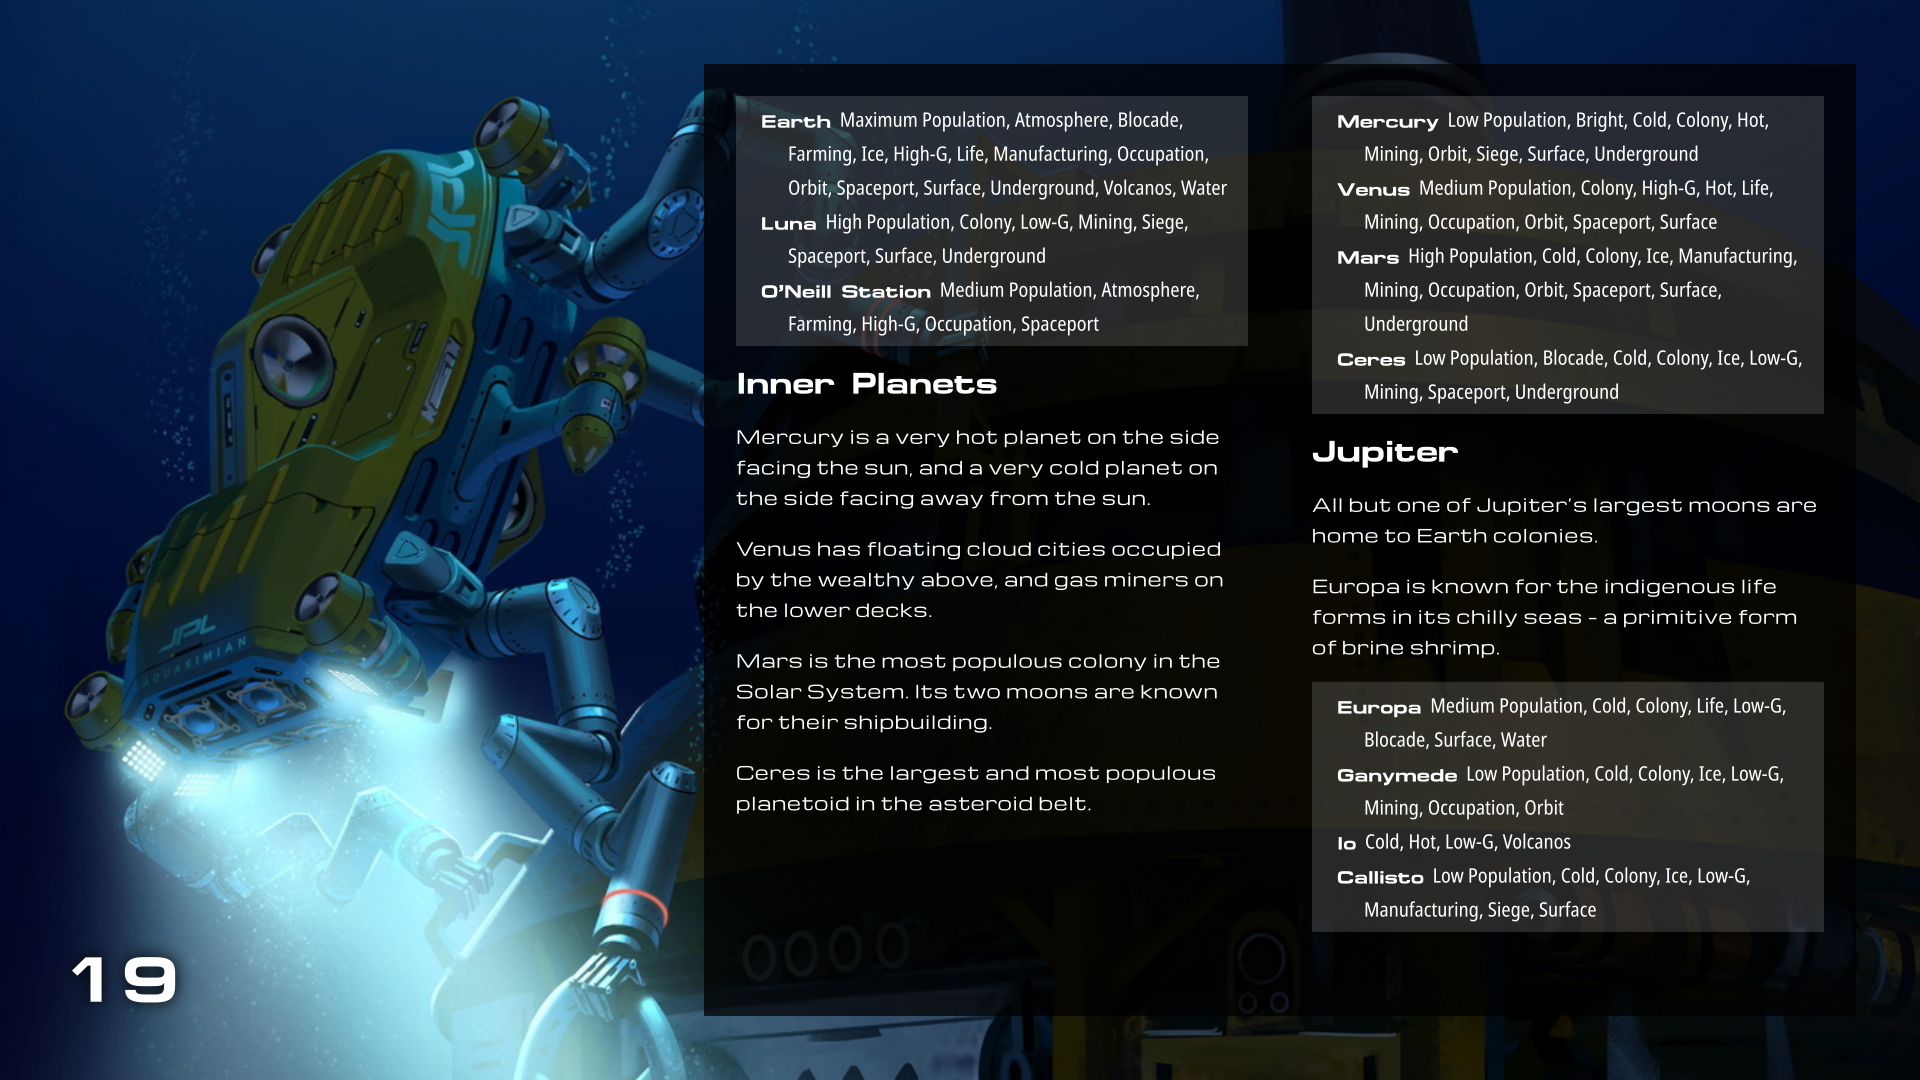 JPL
JPL
AQUASIMIAN
19
Earth Maximum Population, Atmosphere, Blocade,
Farming, Ice, High-G, Life, Manufacturing, Occupation,
Orbit, Spaceport, Surface, Underground, Volcanos, Water
Luna High Population, Colony, Low-G, Mining, Siege,
Spaceport, Surface, Underground
O’Neill Station Medium Population, Atmosphere,
Farming, High-G, Occupation, Spaceport
Inner Planets
Mercury is a very hot planet on the side
facing the sun, and a very cold planet on
the side facing away from the sun.
Venus has floating cloud cities occupied
by the wealthy above, and gas miners on
the lower decks.
Mars is the most populous colony in the
Solar System. Its two moons are known
for their shipbuilding.
Ceres is the largest and most populous
planetoid in the asteroid belt.
Mercury Low Population, Bright, Cold, Colony, Hot,
Mining, Orbit, Siege, Surface, Underground
Venus Medium Population, Colony, High-G, Hot, Life,
Mining, Occupation, Orbit, Spaceport, Surface
Mars High Population, Cold, Colony, Ice, Manufacturing,
Mining, Occupation, Orbit, Spaceport, Surface,
Underground
Ceres Low Population, Blocade, Cold, Colony, Ice, Low-G,
Mining, Spaceport, Underground
Jupiter
All but one of Jupiter’s largest moons are
home to Earth colonies.
Europa is known for the indigenous life
forms in its chilly seas - a primitive form
of brine shrimp.
Europa Medium Population, Cold, Colony, Life, Low-G,
Blocade, Surface, Water
Ganymede Low Population, Cold, Colony, Ice, Low-G,
Mining, Occupation, Orbit
Io Cold, Hot, Low-G, Volcanos
Callisto Low Population, Cold, Colony, Ice, Low-G,
Manufacturing, Siege, Surface